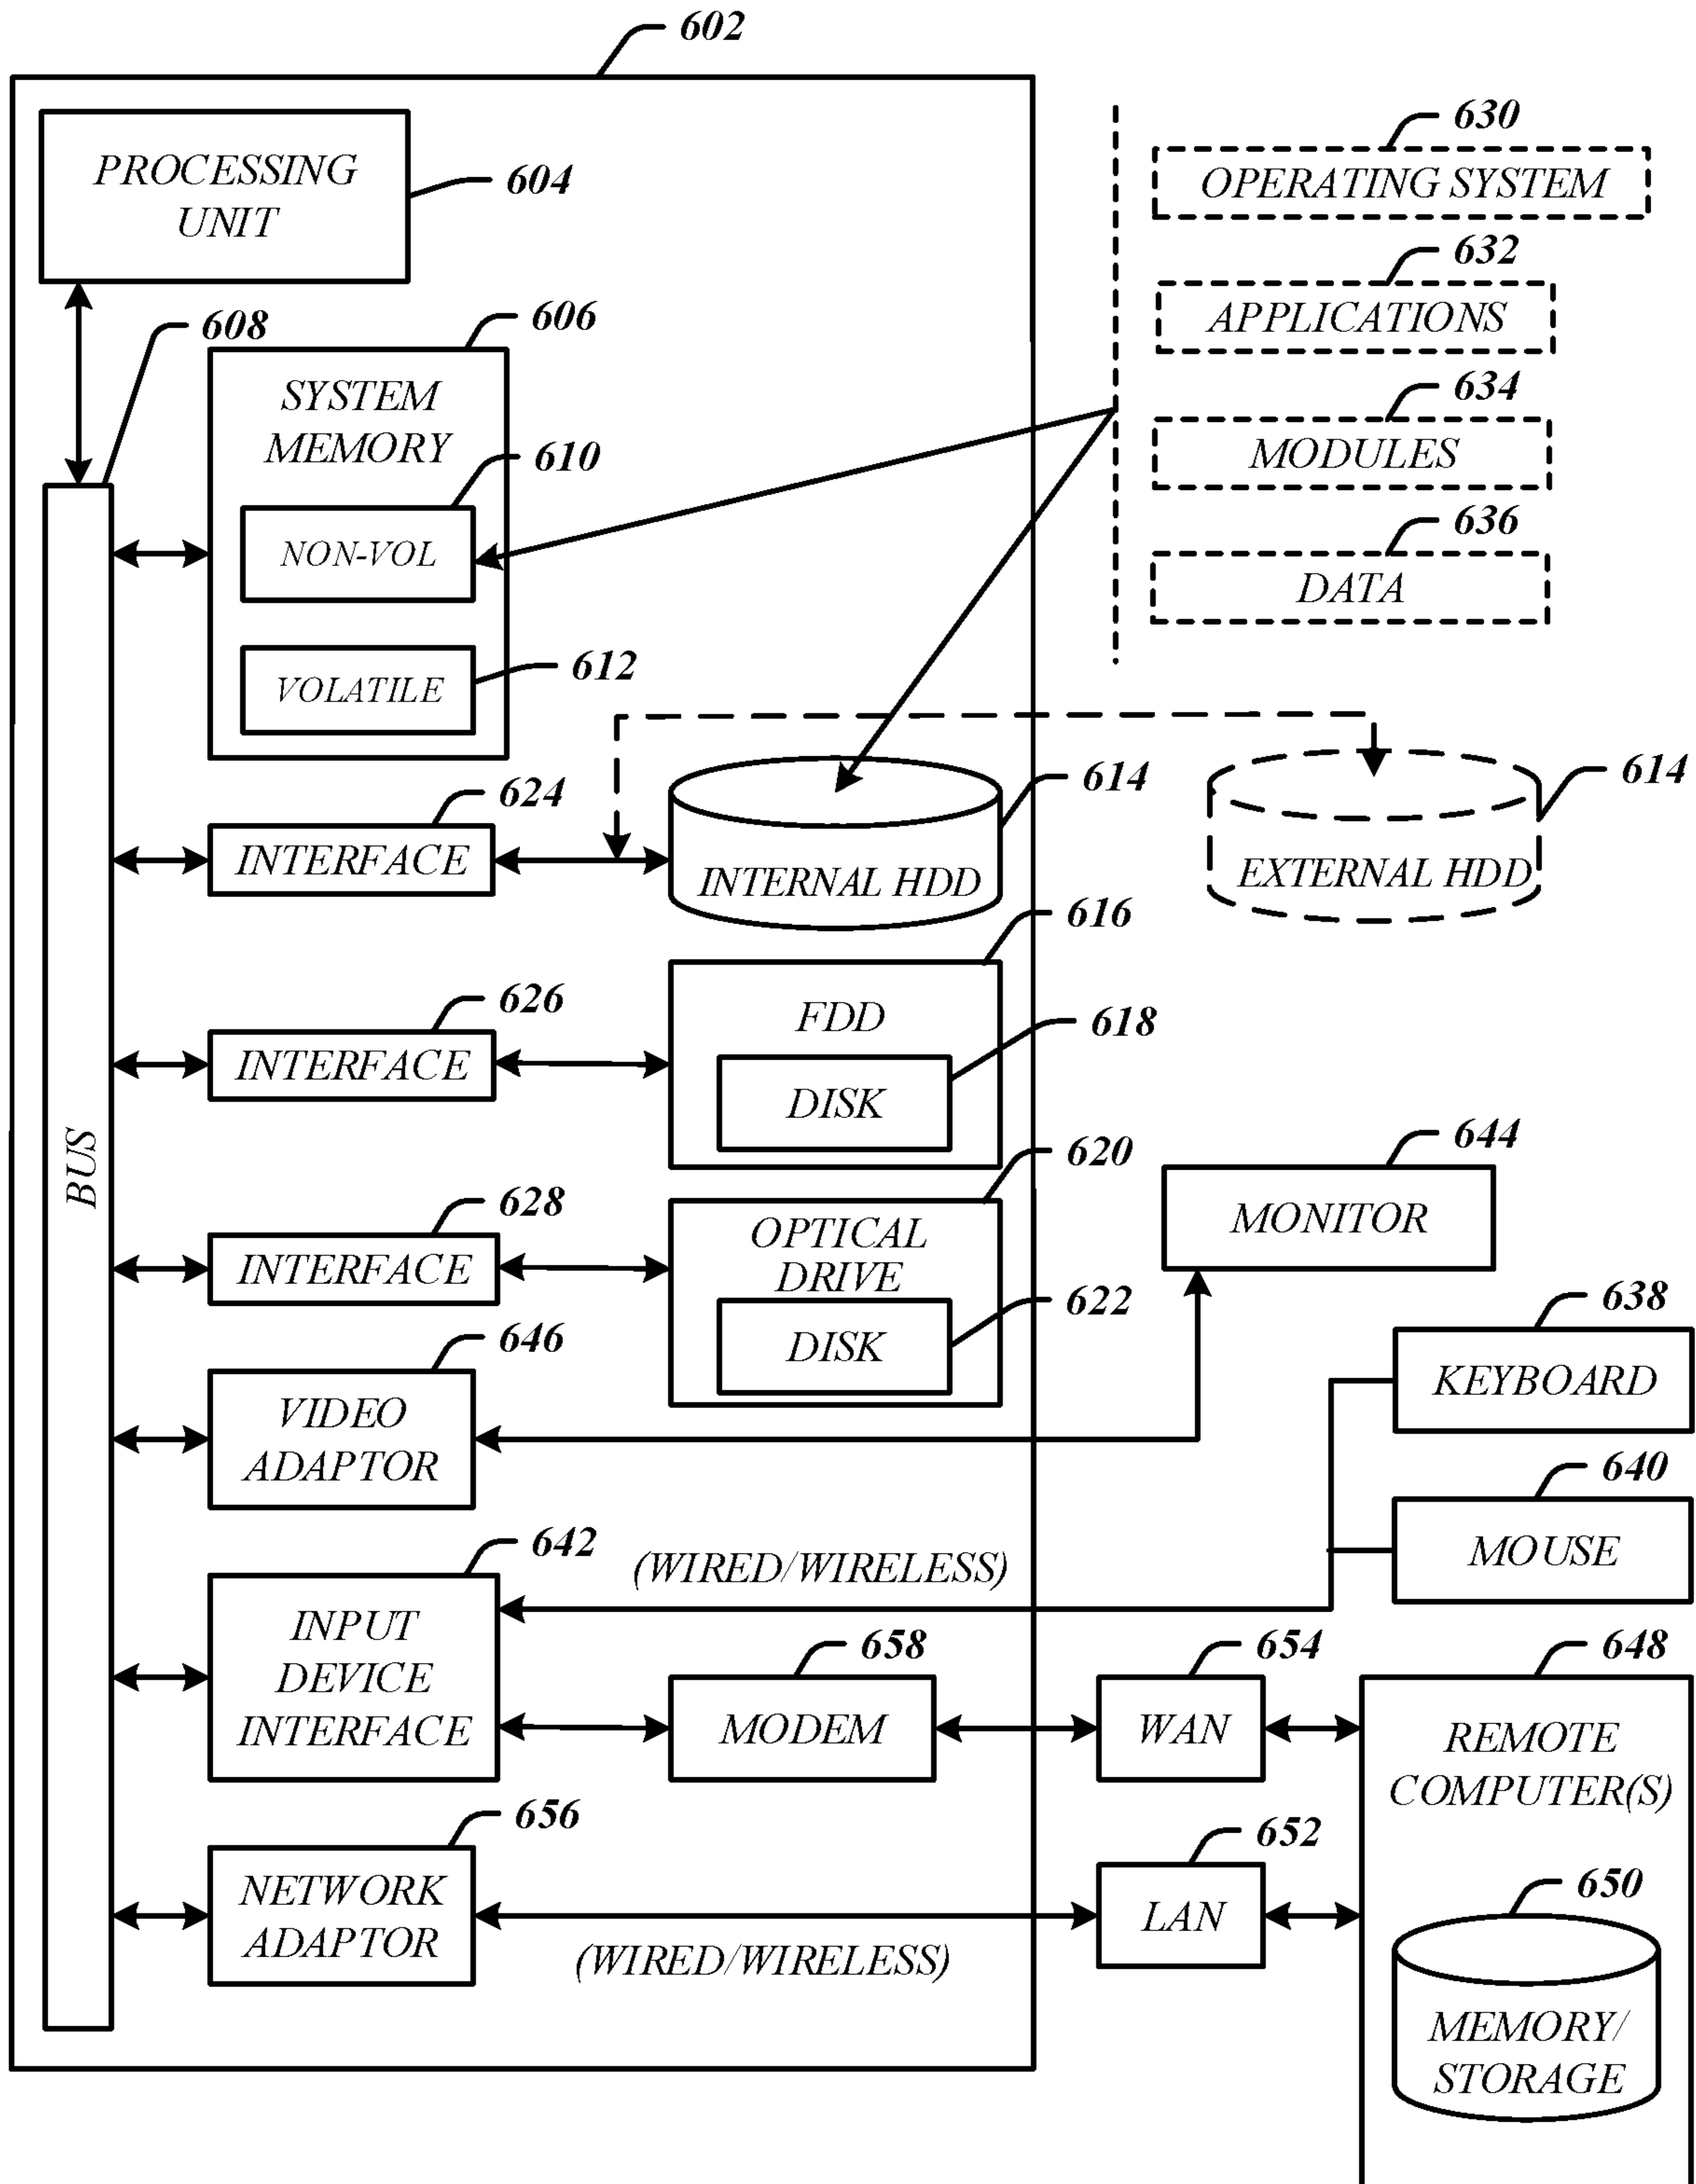 602
PROCESSING
UNIT
604
630
OPERATING SYSTEM
632
APPLICATIONS
634
MODULES
636
DATA
608
606
SYSTEM
MEMORY
610
NON-VOL
612
VOLATILE
624
INTERFACE
614
INTERNAL HDD
614
EXTERNAL HDD
616
FDD
618
DISK
626
INTERFACE
BUS
620
OPTICAL
DRIVE
622
DISK
628
INTERFACE
644
MONITOR
646
VIDEO
ADAPTOR
638
KEYBOARD
640
MOUSE
642
INPUT
DEVICE
INTERFACE
(WIRED/WIRELESS)
658
MODEM
654
WAN
648
REMOTE
COMPUTER(S)
656
NETWORK
ADAPTOR
(WIRED/WIRELESS)
652
LAN
650
MEMORY/
STORAGE